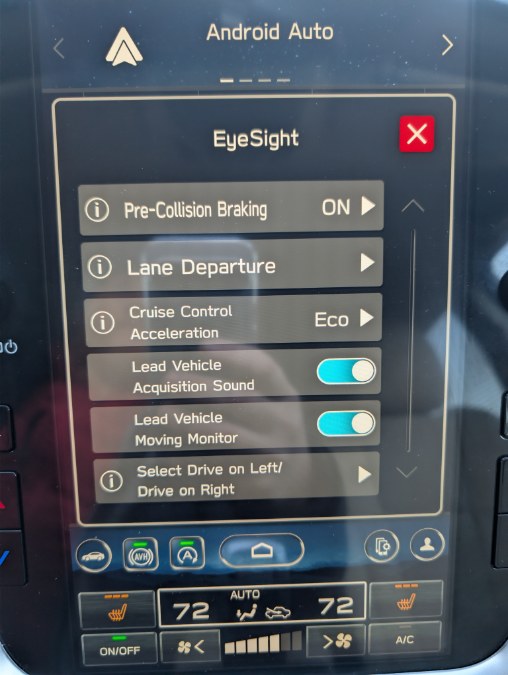 Android Auto
EyeSight
Pre-Collision Braking ON
Lane Departure
Cruise Control
Acceleration
Eco
Lead Vehicle
Acquisition Sound
Lead Vehicle
Moving Monitor
Select Drive on Left/
Drive on Right
AVH
A
AUTO
72 72
ON/OFF
A/C